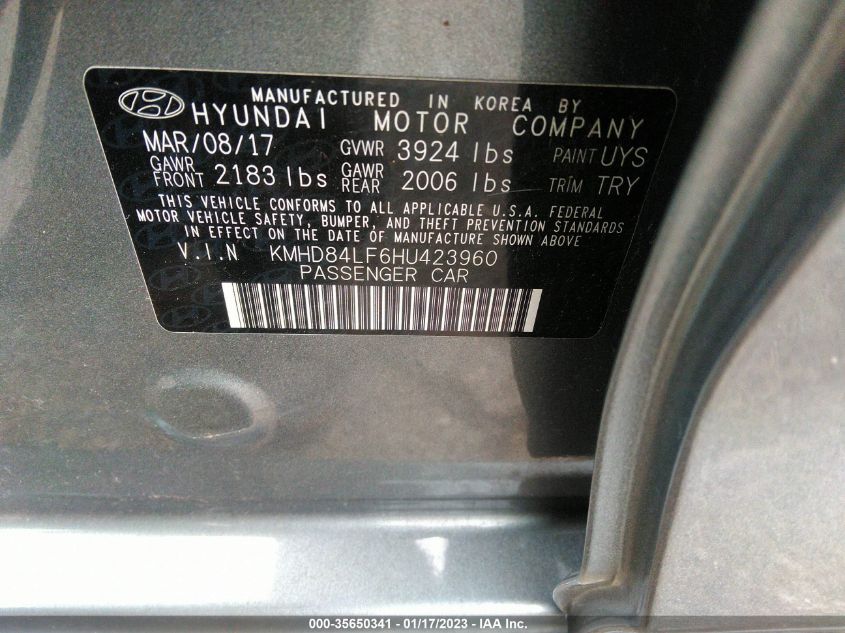 MANUFACTURED IN KOREA BY
HYUNDAI MOTOR COMPANY
MAR/08/17 GVWR 3924 lbs PAINT UYS
GAWR FRONT 2183 lbs GAWR REAR 2006 lbs TRIM TRY
THIS VEHICLE CONFORMS TO ALL APPLICABLE U.S.A. FEDERAL
MOTOR VEHICLE SAFETY, BUMPER, AND THEFT PREVENTION STANDARDS
IN EFFECT ON THE DATE OF MANUFACTURE SHOWN ABOVE
V.I.N KMHD84LF6HU423960
PASSENGER CAR
000-35650341 - 01/17/2023 - IAA Inc.